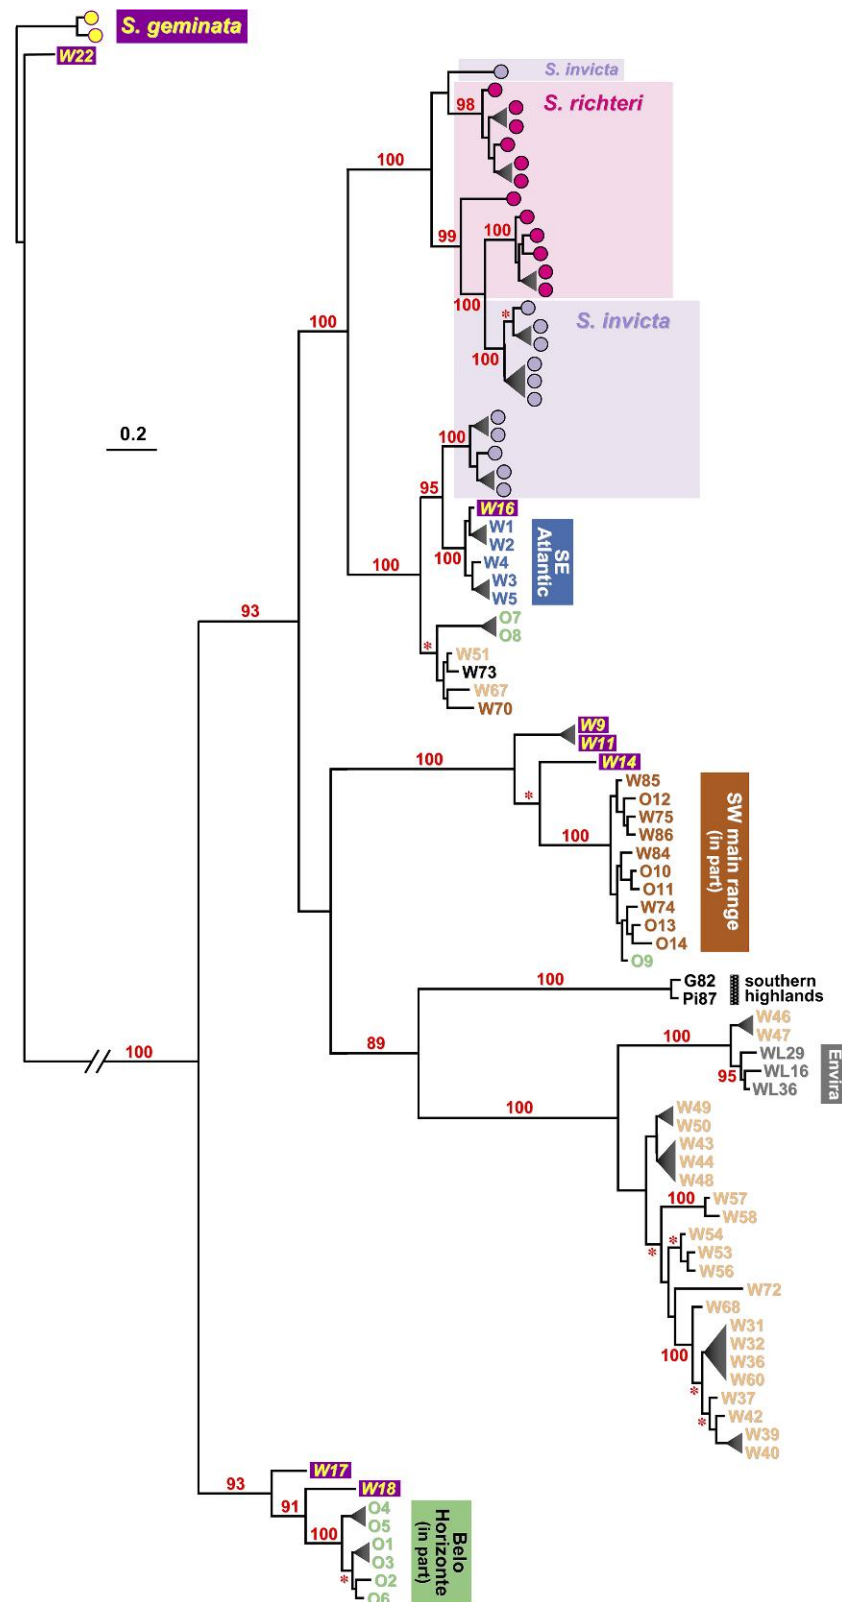 S. geminata
W22
S. invicta
S. richteri
98
100
99
100
100
S. invicta
*
100
100
0.2
100
95
W16
W1
W2
W4
W3
W5
SE
Atlantic
100
100
O7
O8
*
W51
W73
W67
W70
93
W9
W11
W14
100
*
W85
O12
W75
W86
100
W84
O10
O11
W74
O13
O14
O9
SW main range
(in part)
100
G82
Pi87
southern
highlands
89
100
W46
W47
WL29
WL16
WL36
95
Envira
100
100
W49
W50
W43
W44
W48
100
W57
W58
*
*
W54
W53
W56
W72
W68
W31
W32
W36
W60
100
*
W37
W42
*
W39
W40
W17
93
W18
91
O4
O5
100
O1
O3
*
O2
O6
Belo
Horizonte
(in part)